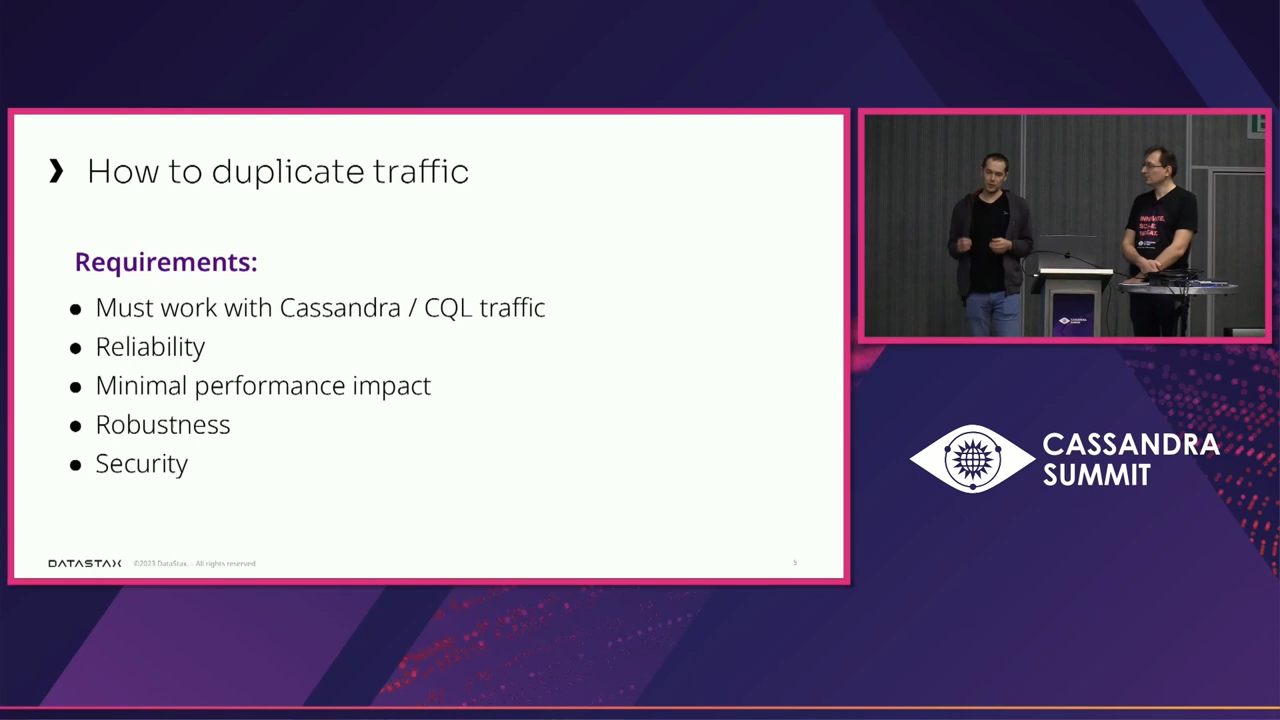 ❯ How to duplicate traffic
Requirements:
● Must work with Cassandra / CQL traffic
● Reliability
● Minimal performance impact
● Robustness
● Security
DATASTAX ©2023 DataStax. - All rights reserved 5
CASSANDRA
SUMMIT